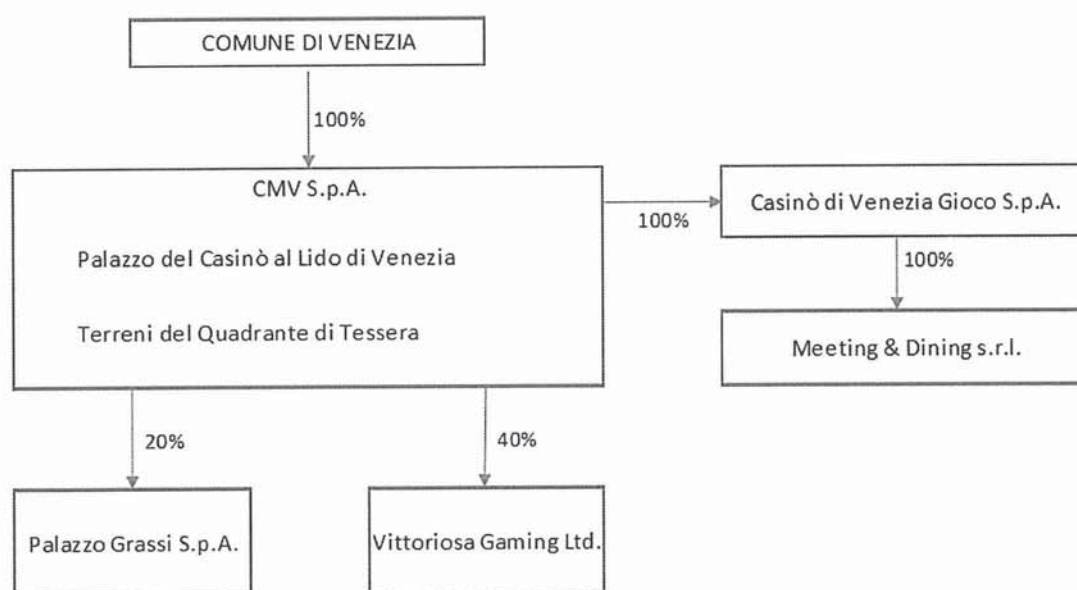 COMUNE DI VENEZIA
100%
CMV S.p.A.
Palazzo del Casinò al Lido di Venezia
Terreni del Quadrante di Tessera
100%
Casinò di Venezia Gioco S.p.A.
100%
Meeting & Dining s.r.l.
20%
40%
Palazzo Grassi S.p.A.
Vittoriosa Gaming Ltd.